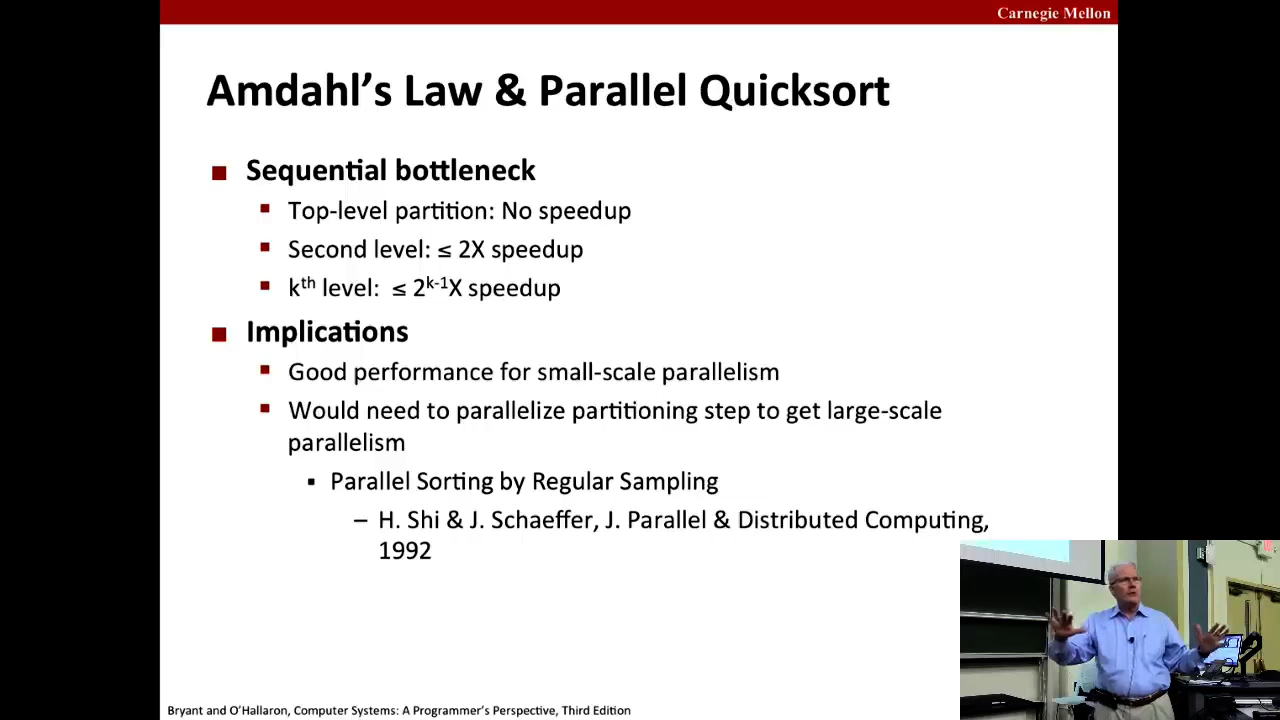 Carnegie Mellon
Amdahl's Law & Parallel Quicksort
■ Sequential bottleneck
▪ Top-level partition: No speedup
▪ Second level: ≤ 2X speedup
▪ kth level: ≤ 2k-1X speedup
■ Implications
▪ Good performance for small-scale parallelism
▪ Would need to parallelize partitioning step to get large-scale
parallelism
▪ Parallel Sorting by Regular Sampling
– H. Shi & J. Schaeffer, J. Parallel & Distributed Computing,
1992
Bryant and O'Hallaron, Computer Systems: A Programmer's Perspective, Third Edition